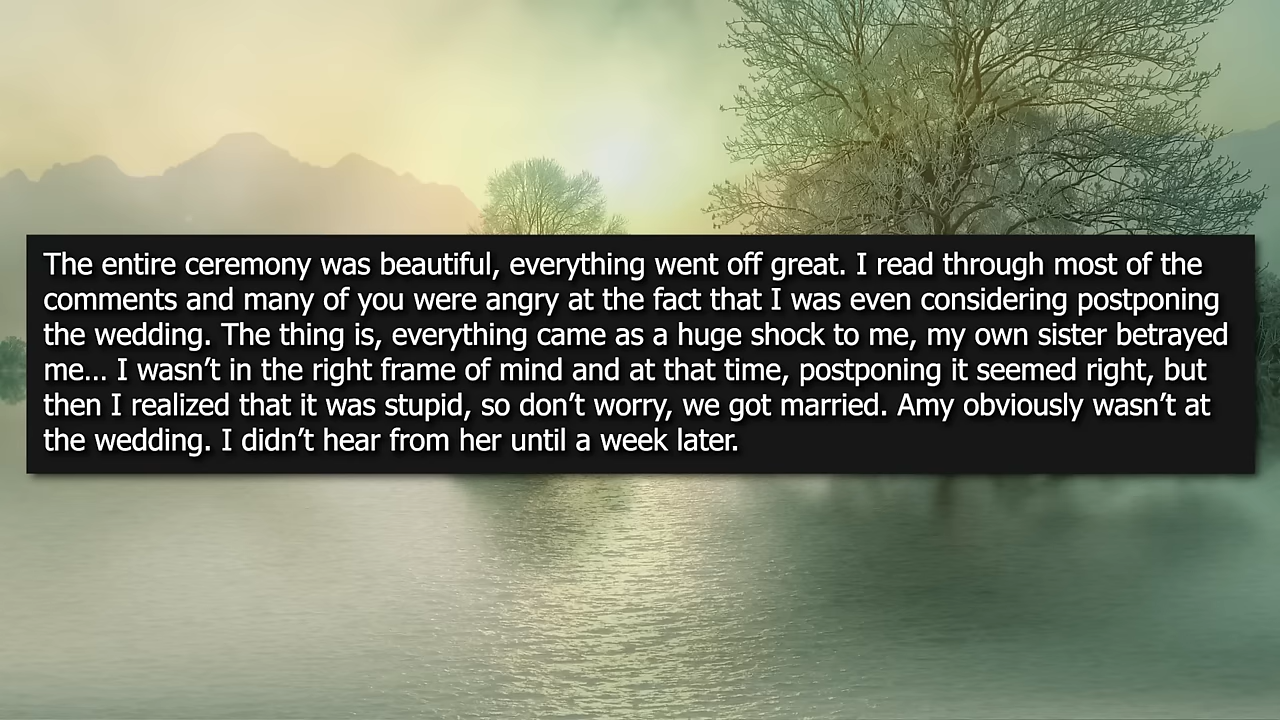 The entire ceremony was beautiful, everything went off great. I read through most of the
comments and many of you were angry at the fact that I was even considering postponing
the wedding. The thing is, everything came as a huge shock to me, my own sister betrayed
me... I wasn’t in the right frame of mind and at that time, postponing it seemed right, but
then I realized that it was stupid, so don’t worry, we got married. Amy obviously wasn’t at
the wedding. I didn’t hear from her until a week later.